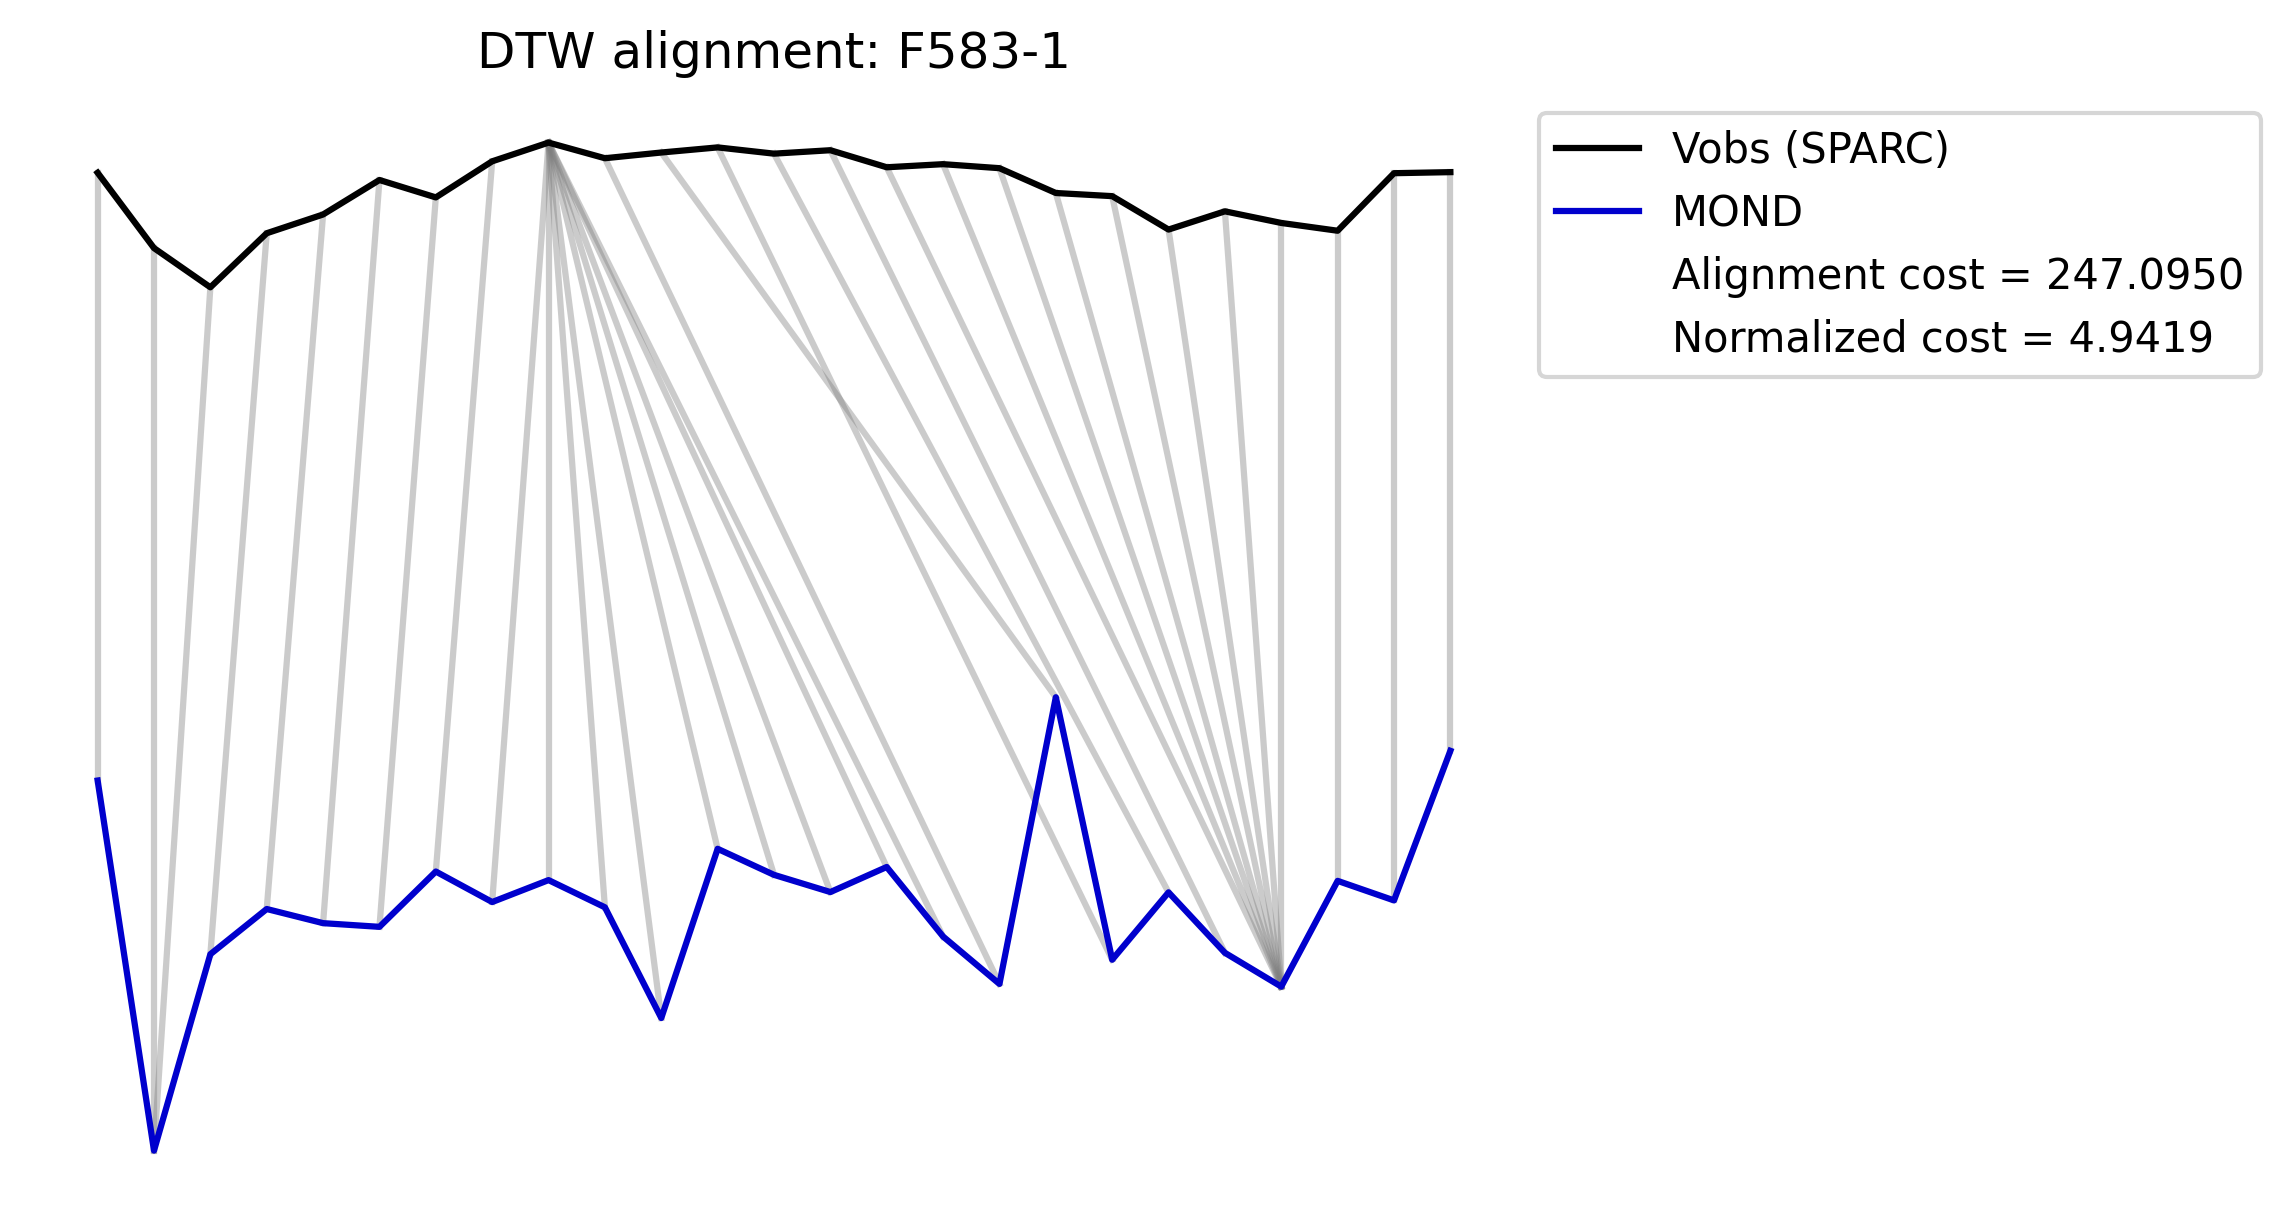 DTW alignment: F583-1
Vobs (SPARC)
MOND
Alignment cost = 247.0950
Normalized cost = 4.9419